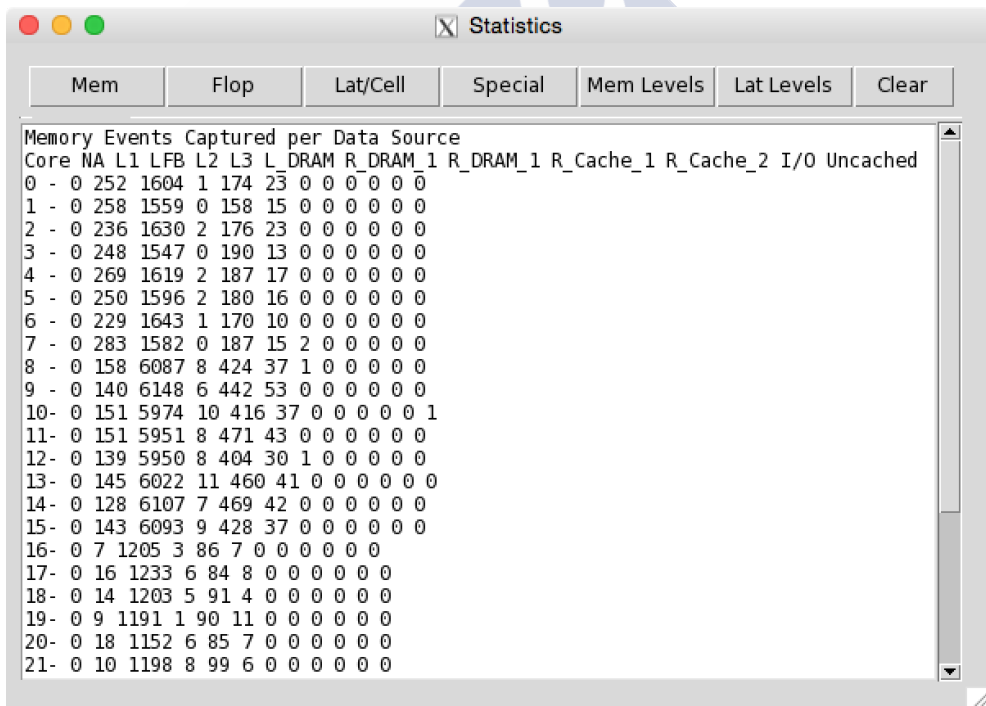 Statistics
Mem Flop Lat/Cell Special Mem Levels Lat Levels Clear
Memory Events Captured per Data Source
Core NA L1 LFB L2 L3 L_DRAM R_DRAM_1 R_DRAM_1 R_Cache_1 R_Cache_2 I/O Uncached
0 - 0 252 1604 1 174 23 0 0 0 0 0 0
1 - 0 258 1559 0 158 15 0 0 0 0 0 0
2 - 0 236 1630 2 176 23 0 0 0 0 0 0
3 - 0 248 1547 0 190 13 0 0 0 0 0 0
4 - 0 269 1619 2 187 17 0 0 0 0 0 0
5 - 0 250 1596 2 180 16 0 0 0 0 0 0
6 - 0 229 1643 1 170 10 0 0 0 0 0 0
7 - 0 283 1582 0 187 15 2 0 0 0 0 0
8 - 0 158 6087 8 424 37 1 0 0 0 0 0
9 - 0 140 6148 6 442 53 0 0 0 0 0 0
10- 0 151 5974 10 416 37 0 0 0 0 0 1
11- 0 151 5951 8 471 43 0 0 0 0 0 0
12- 0 139 5950 8 404 30 1 0 0 0 0 0
13- 0 145 6022 11 460 41 0 0 0 0 0 0
14- 0 128 6107 7 469 42 0 0 0 0 0 0
15- 0 143 6093 9 428 37 0 0 0 0 0 0
16- 0 7 1205 3 86 7 0 0 0 0 0 0
17- 0 16 1233 6 84 8 0 0 0 0 0 0
18- 0 14 1203 5 91 4 0 0 0 0 0 0
19- 0 9 1191 1 90 11 0 0 0 0 0 0
20- 0 18 1152 6 85 7 0 0 0 0 0 0
21- 0 10 1198 8 99 6 0 0 0 0 0 0